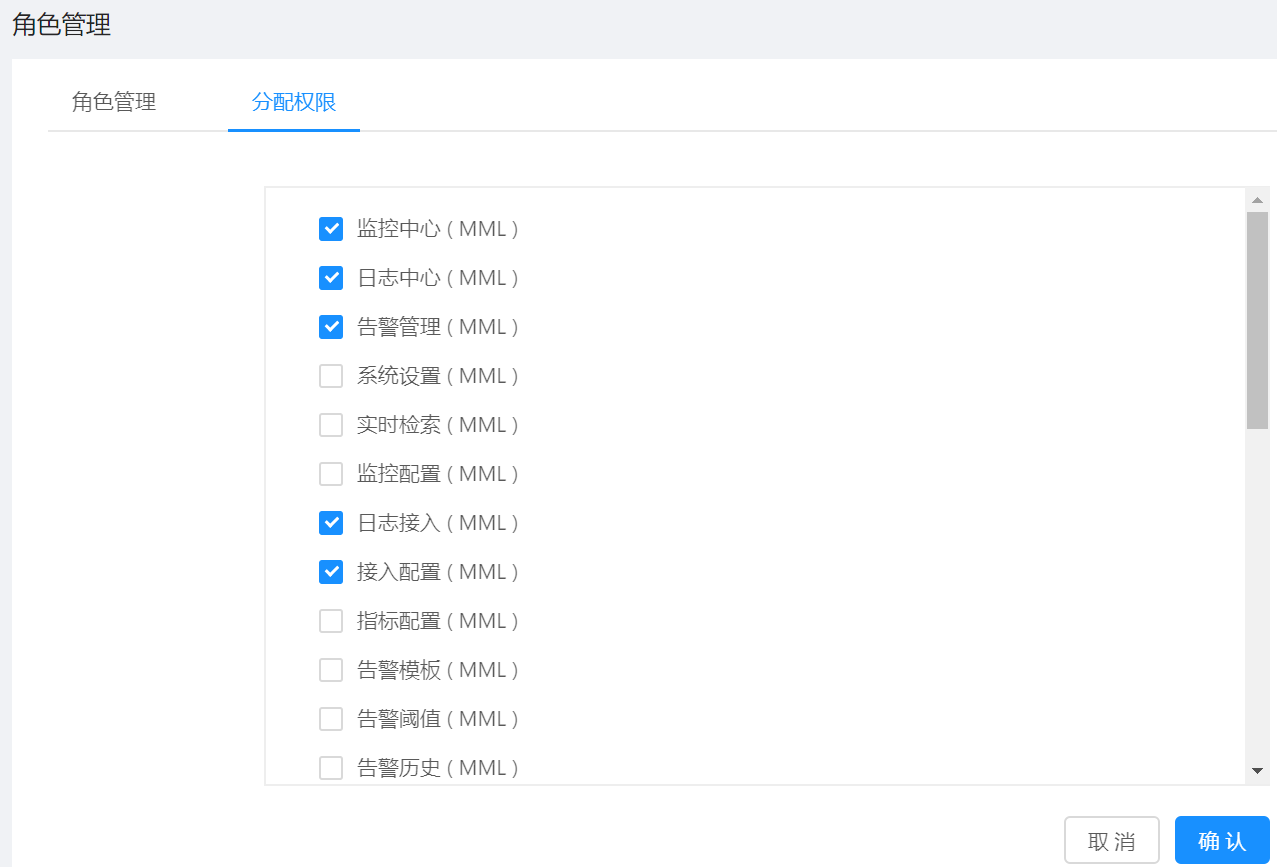 角色管理
角色管理 分配权限
监控中心 ( MML )
日志中心 ( MML )
告警管理 ( MML )
系统设置 ( MML )
实时检索 ( MML )
监控配置 ( MML )
日志接入 ( MML )
接入配置 ( MML )
指标配置 ( MML )
告警模板 ( MML )
告警阈值 ( MML )
告警历史 ( MML )
取 消 确 认